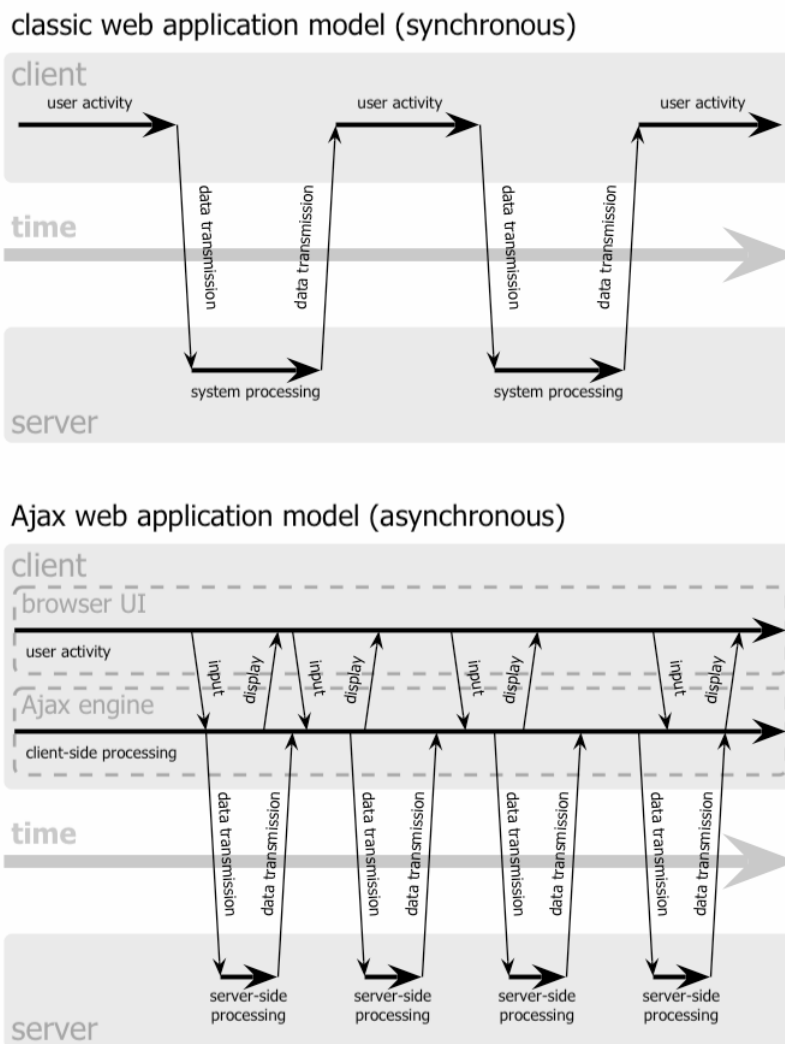 classic web application model (synchronous)
client
user activity
user activity
user activity
data transmission
data transmission
data transmission
data transmission
time
system processing
system processing
server
Ajax web application model (asynchronous)
client
browser UI
user activity
input
display
input
display
input
display
input
display
Ajax engine
client-side processing
data transmission
data transmission
data transmission
data transmission
data transmission
data transmission
data transmission
data transmission
time
server-side
processing
server-side
processing
server-side
processing
server-side
processing
server